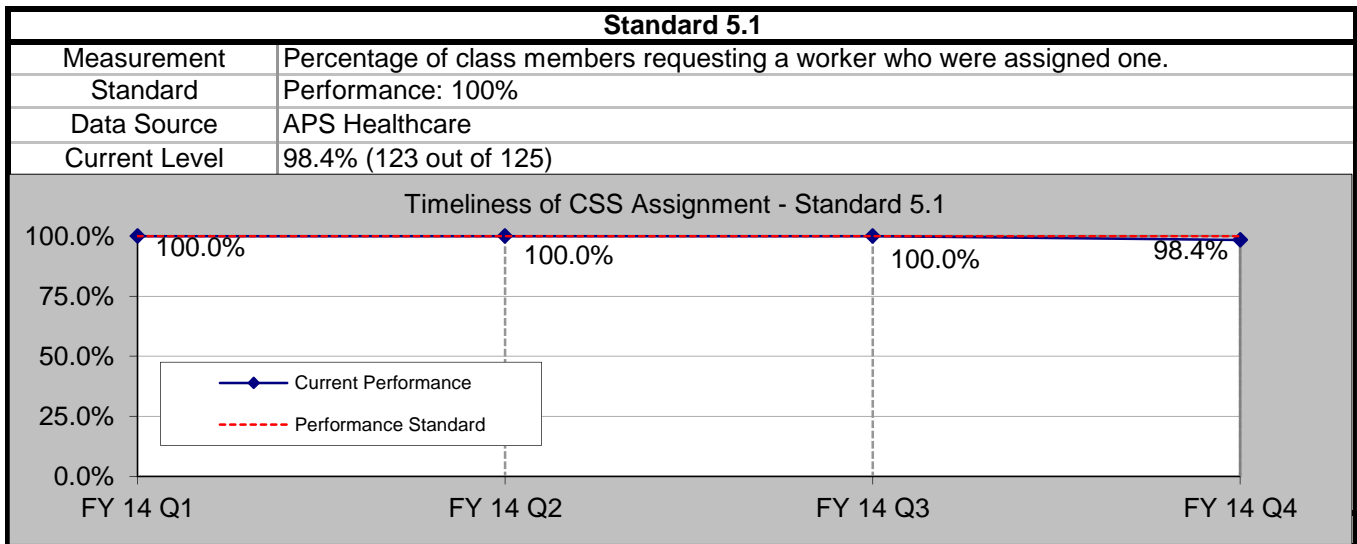 Standard 5.1
Measurement Percentage of class members requesting a worker who were assigned one.
Standard Performance: 100%
Data Source APS Healthcare
Current Level 98.4% (123 out of 125)
Timeliness of CSS Assignment - Standard 5.1
100.0%
100.0% 100.0% 100.0% 98.4%
75.0%
50.0%
Current Performance
25.0%
Performance Standard
0.0%
FY 14 Q1 FY 14 Q2 FY 14 Q3 FY 14 Q4